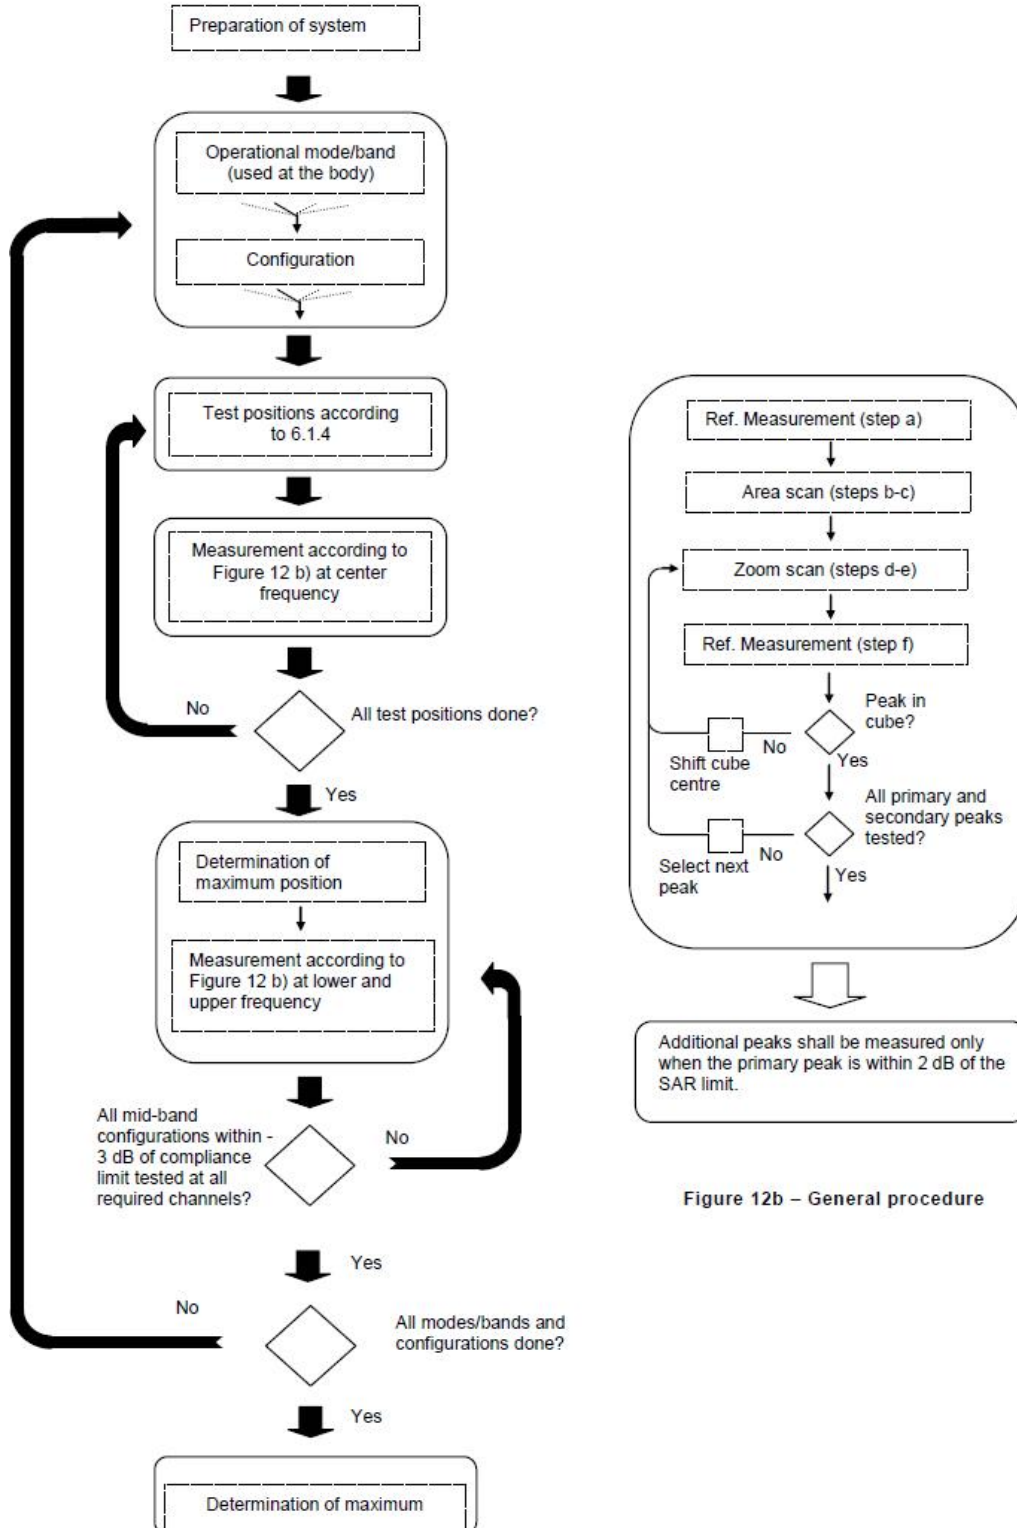 Preparation of system
Operational mode/band
(used at the body)
Configuration
Test positions according
to 6.1.4
Measurement according to
Figure 12 b) at center
frequency
No
All test positions done?
Yes
Determination of
maximum position
Measurement according to
Figure 12 b) at lower and
upper frequency
All mid-band
configurations within -
3 dB of compliance
limit tested at all
required channels?
No
Yes
No
All modes/bands and
configurations done?
Yes
Determination of maximum
Ref. Measurement (step a)
Area scan (steps b-c)
Zoom scan (steps d-e)
Ref. Measurement (step f)
Peak in
cube?
No
Shift cube
centre
Yes
All primary and
secondary peaks
tested?
No
Select next
peak
Yes
Additional peaks shall be measured only
when the primary peak is within 2 dB of the
SAR limit.
Figure 12b – General procedure